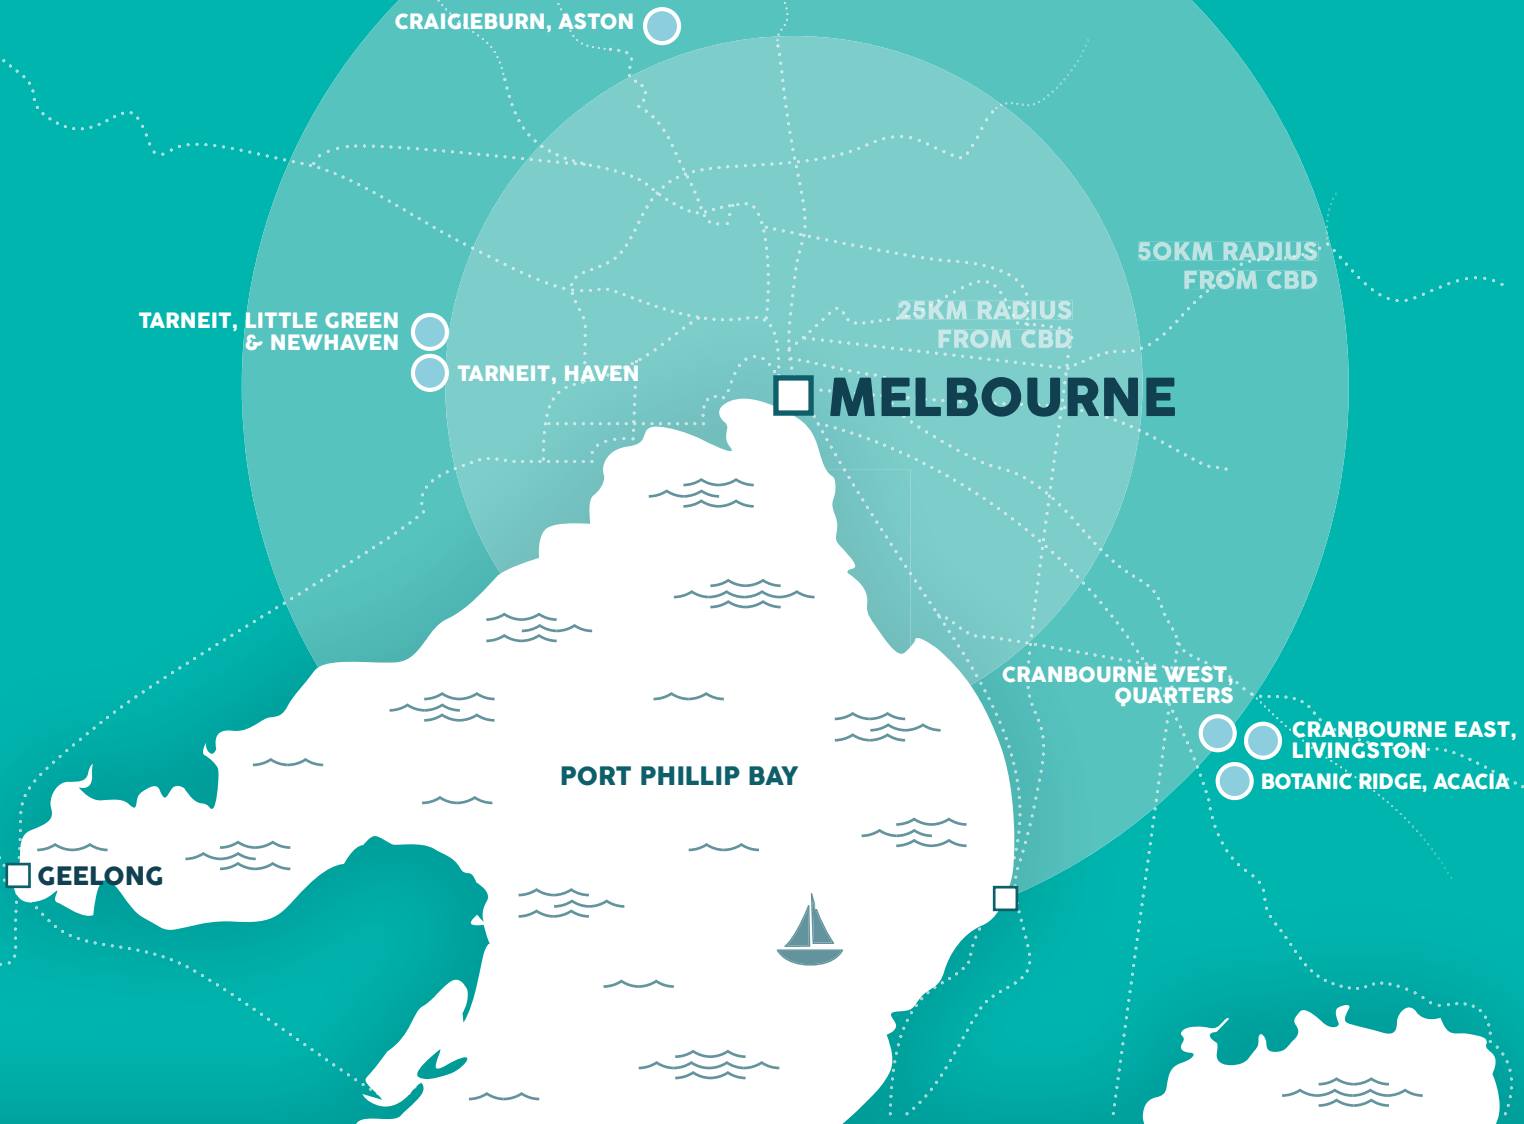 CRAIGIEBURN, ASTON
50KM RADIUS
FROM CBD
25KM RADIUS
FROM CBD
TARNEIT, LITTLE GREEN
& NEWHAVEN
TARNEIT, HAVEN
MELBOURNE
CRANBOURNE WEST,
QUARTERS
CRANBOURNE EAST,
LIVINGSTON
BOTANIC RIDGE, ACACIA
PORT PHILLIP BAY
GEELONG